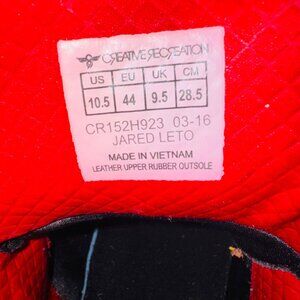 CREATIVE RECREATION
US EU UK CM
10.5 44 9.5 28.5
CR152H923 03-16
JARED LETO
MADE IN VIETNAM
LEATHER UPPER RUBBER OUTSOLE